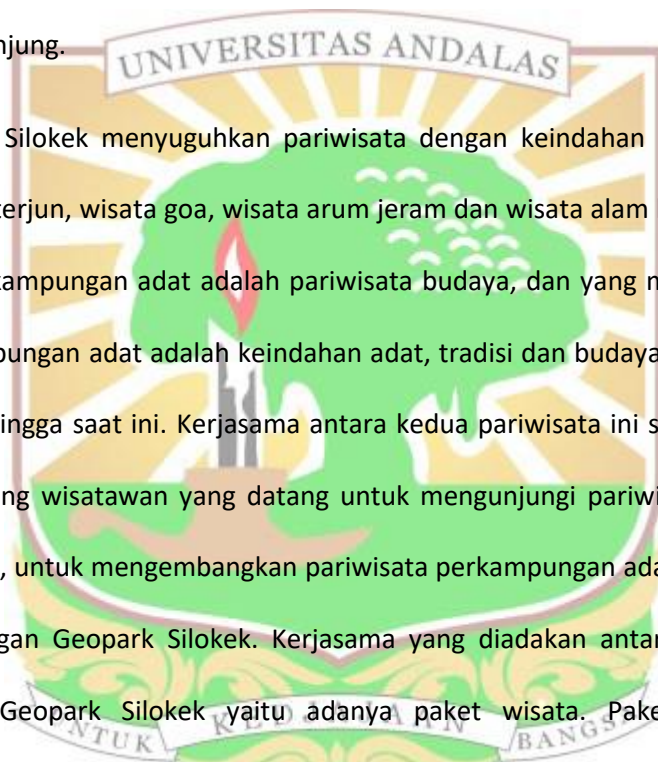 njung.
UNIVERSITAS ANDALAS
Silokek menyuguhkan pariwisata dengan keindahan
terjun, wisata goa, wisata arum jeram dan wisata alam
kampungan adat adalah pariwisata budaya, dan yang m
pungan adat adalah keindahan adat, tradisi dan budaya
ingga saat ini. Kerjasama antara kedua pariwisata ini s
ng wisatawan yang datang untuk mengunjungi pariwi
, untuk mengembangkan pariwisata perkampungan ada
gan Geopark Silokek. Kerjasama yang diadakan antar
Geopark Silokek yaitu adanya paket wisata. Pake
UNTUK KEDJAJAAN BANGSA